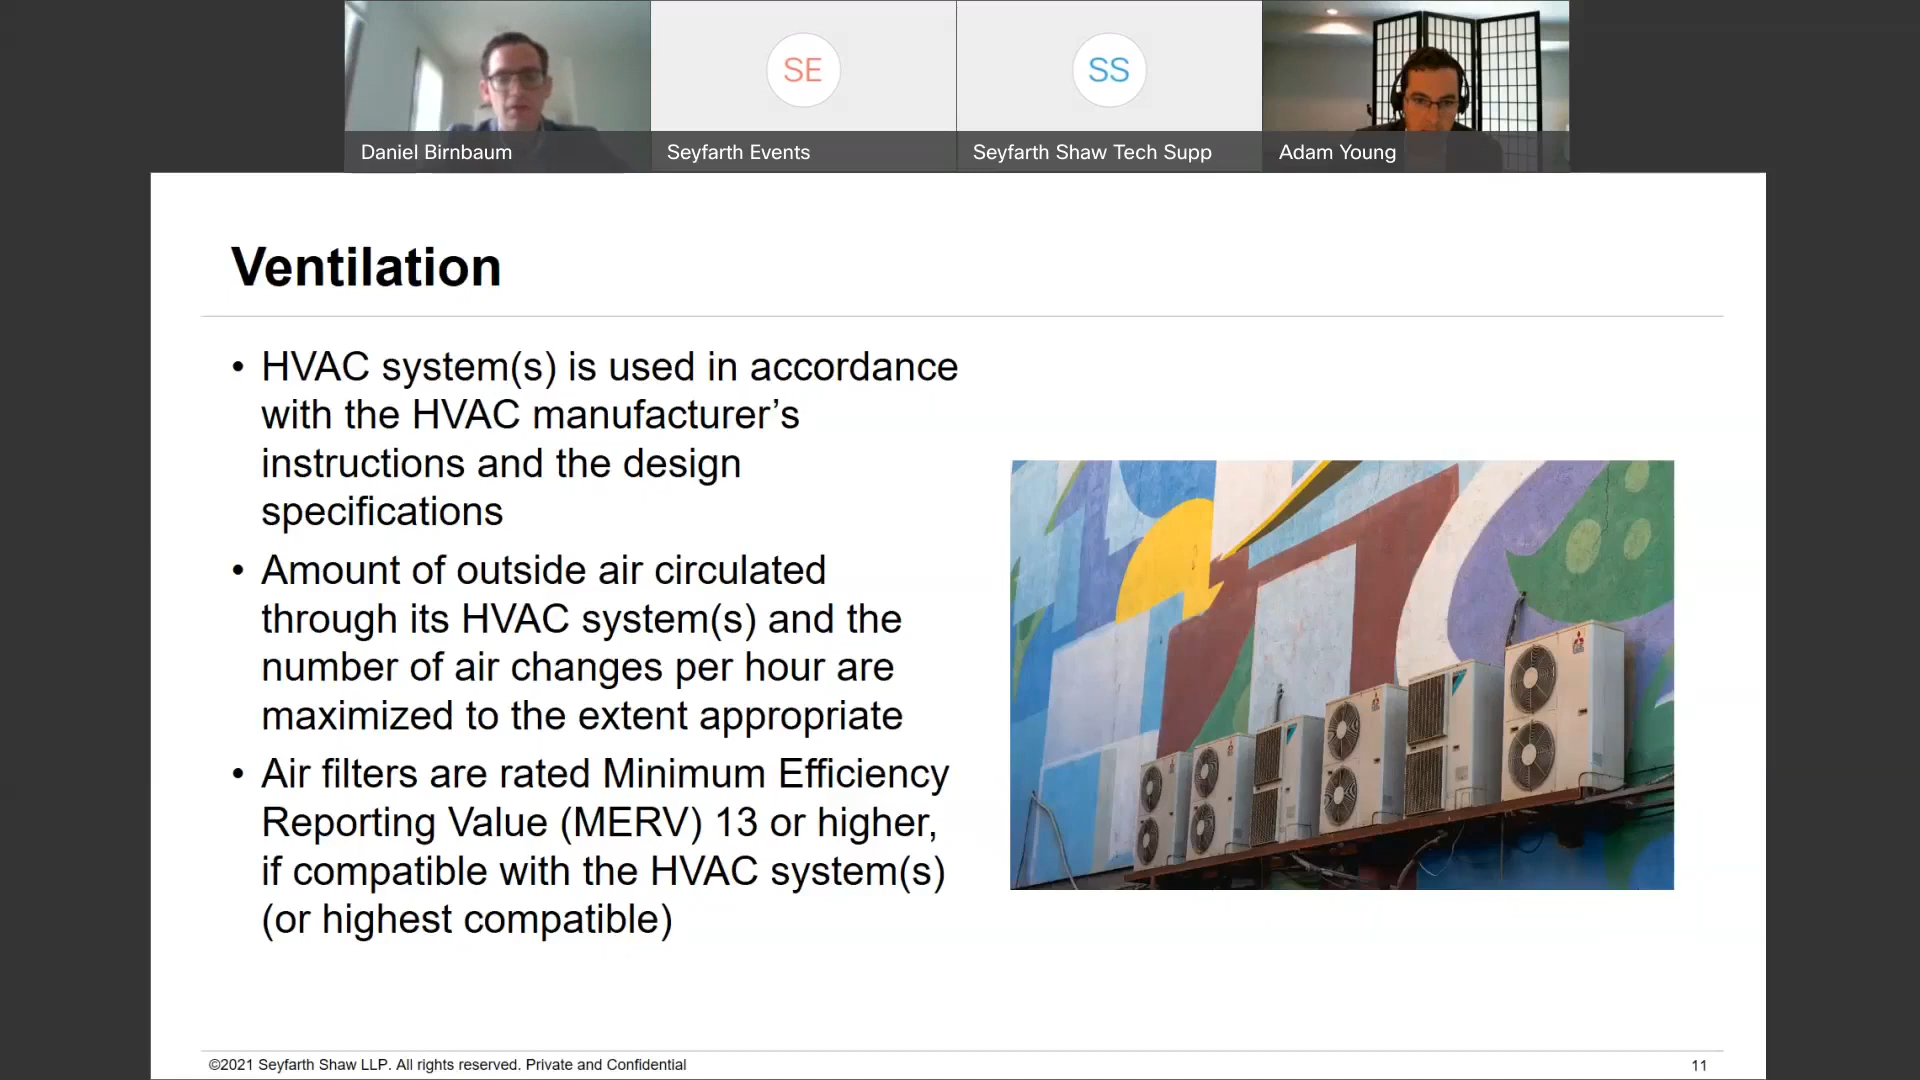 SE
SS
Daniel Birnbaum
Seyfarth Events
Seyfarth Shaw Tech Supp
Adam Young
Ventilation
• HVAC system(s) is used in accordance
with the HVAC manufacturer’s
instructions and the design
specifications
• Amount of outside air circulated
through its HVAC system(s) and the
number of air changes per hour are
maximized to the extent appropriate
• Air filters are rated Minimum Efficiency
Reporting Value (MERV) 13 or higher,
if compatible with the HVAC system(s)
(or highest compatible)
©2021 Seyfarth Shaw LLP. All rights reserved. Private and Confidential
11